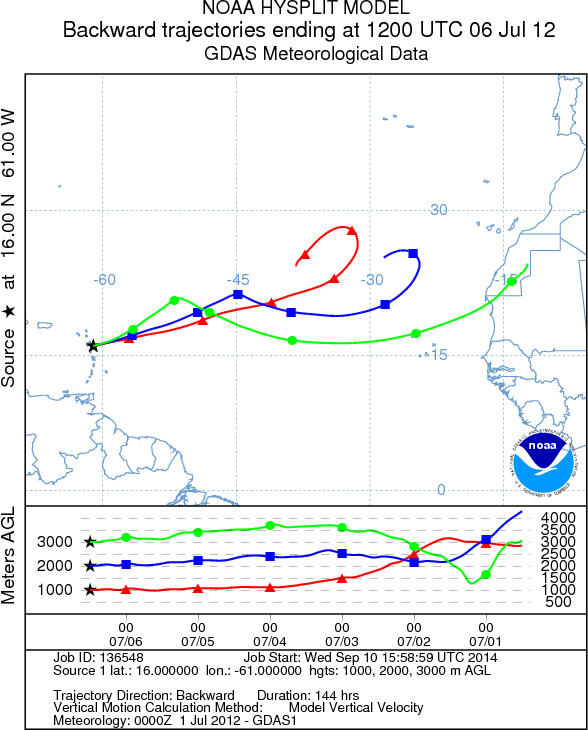 NOAA HYSPLIT MODEL
Backward trajectories ending at 1200 UTC 06 Jul 12
GDAS Meteorological Data
Source ★ at 16.00 N 61.00 W
30
-60 -45 -30 -15
15
0
noaa
Meters AGL
3000
2000
1000
4000
3500
3000
2500
2000
1500
1000
500
00 00 00 00 00 00
07/06 07/05 07/04 07/03 07/02 07/01
Job ID: 136548 Job Start: Wed Sep 10 15:58:59 UTC 2014
Source 1 lat.: 16.000000 lon.: -61.000000 hgts: 1000, 2000, 3000 m AGL
Trajectory Direction: Backward Duration: 144 hrs
Vertical Motion Calculation Method: Model Vertical Velocity
Meteorology: 0000Z 1 Jul 2012 - GDAS1